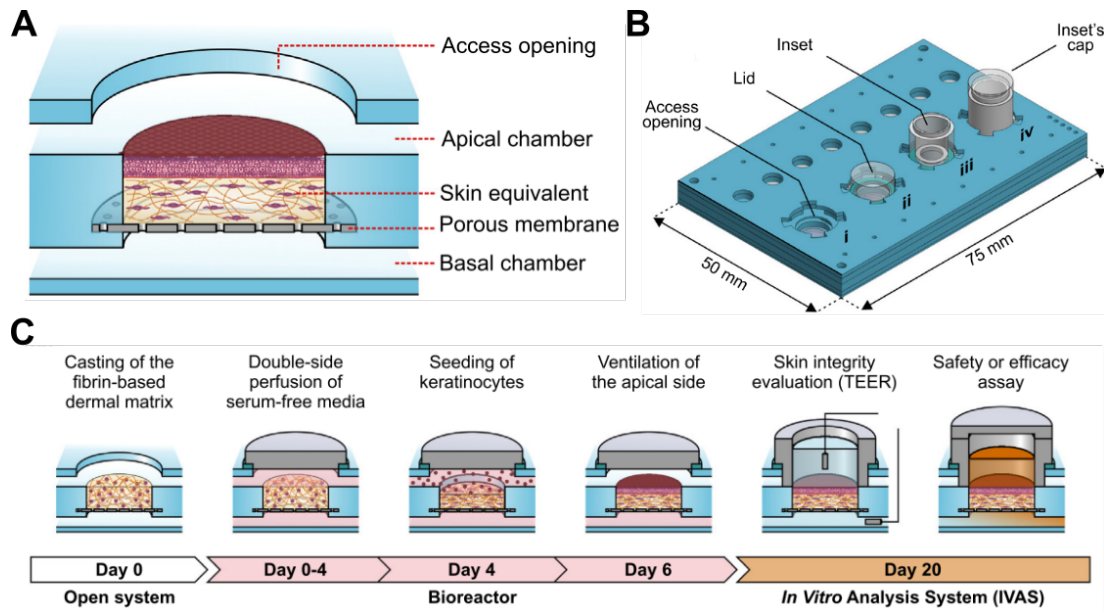 A
Access opening
Apical chamber
Skin equivalent
Porous membrane
Basal chamber
B
Inset
Inset's
cap
Lid
Access
opening
i
ii
iii
iv
50 mm
75 mm
C
Casting of the
fibrin-based
dermal matrix
Double-side
perfusion of
serum-free media
Seeding of
keratinocytes
Ventilation of
the apical side
Skin integrity
evaluation (TEER)
Safety or efficacy
assay
Day 0
Day 0-4
Day 4
Day 6
Day 20
Open system
Bioreactor
In Vitro Analysis System (IVAS)